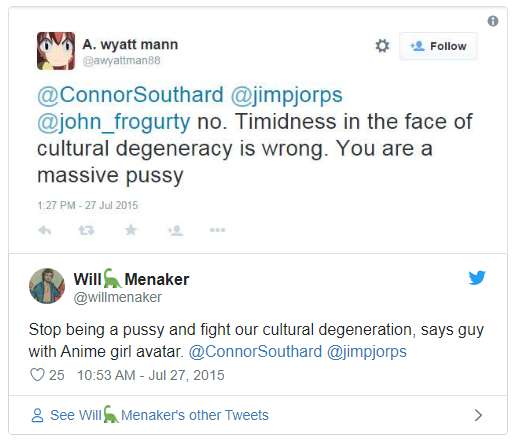 A. wyatt mann
@awyattman88
Follow
@ConnorSouthard @jimpjorps
@john_frogurty no. Timidness in the face of
cultural degeneracy is wrong. You are a
massive pussy
1:27 PM - 27 Jul 2015
Will🦕Menaker
@willmenaker
Stop being a pussy and fight our cultural degeneration, says guy
with Anime girl avatar. @ConnorSouthard @jimpjorps
25 10:53 AM - Jul 27, 2015
See Will🦕Menaker's other Tweets